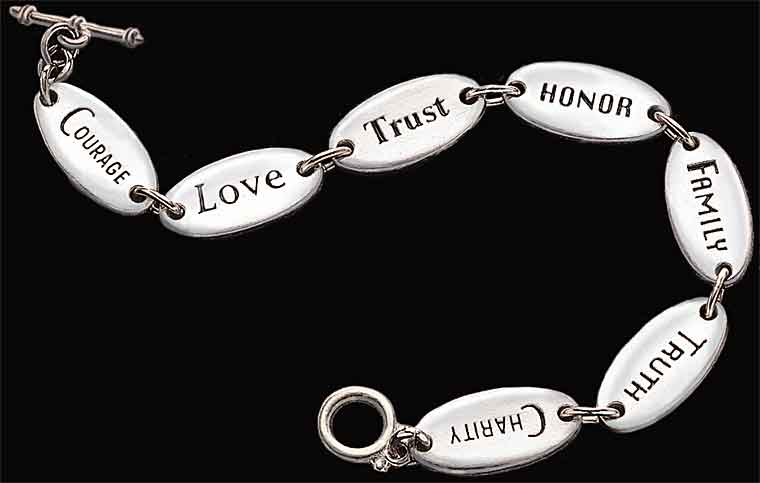 Courage
Love
Trust
HONOR
Family
Truth
Charity